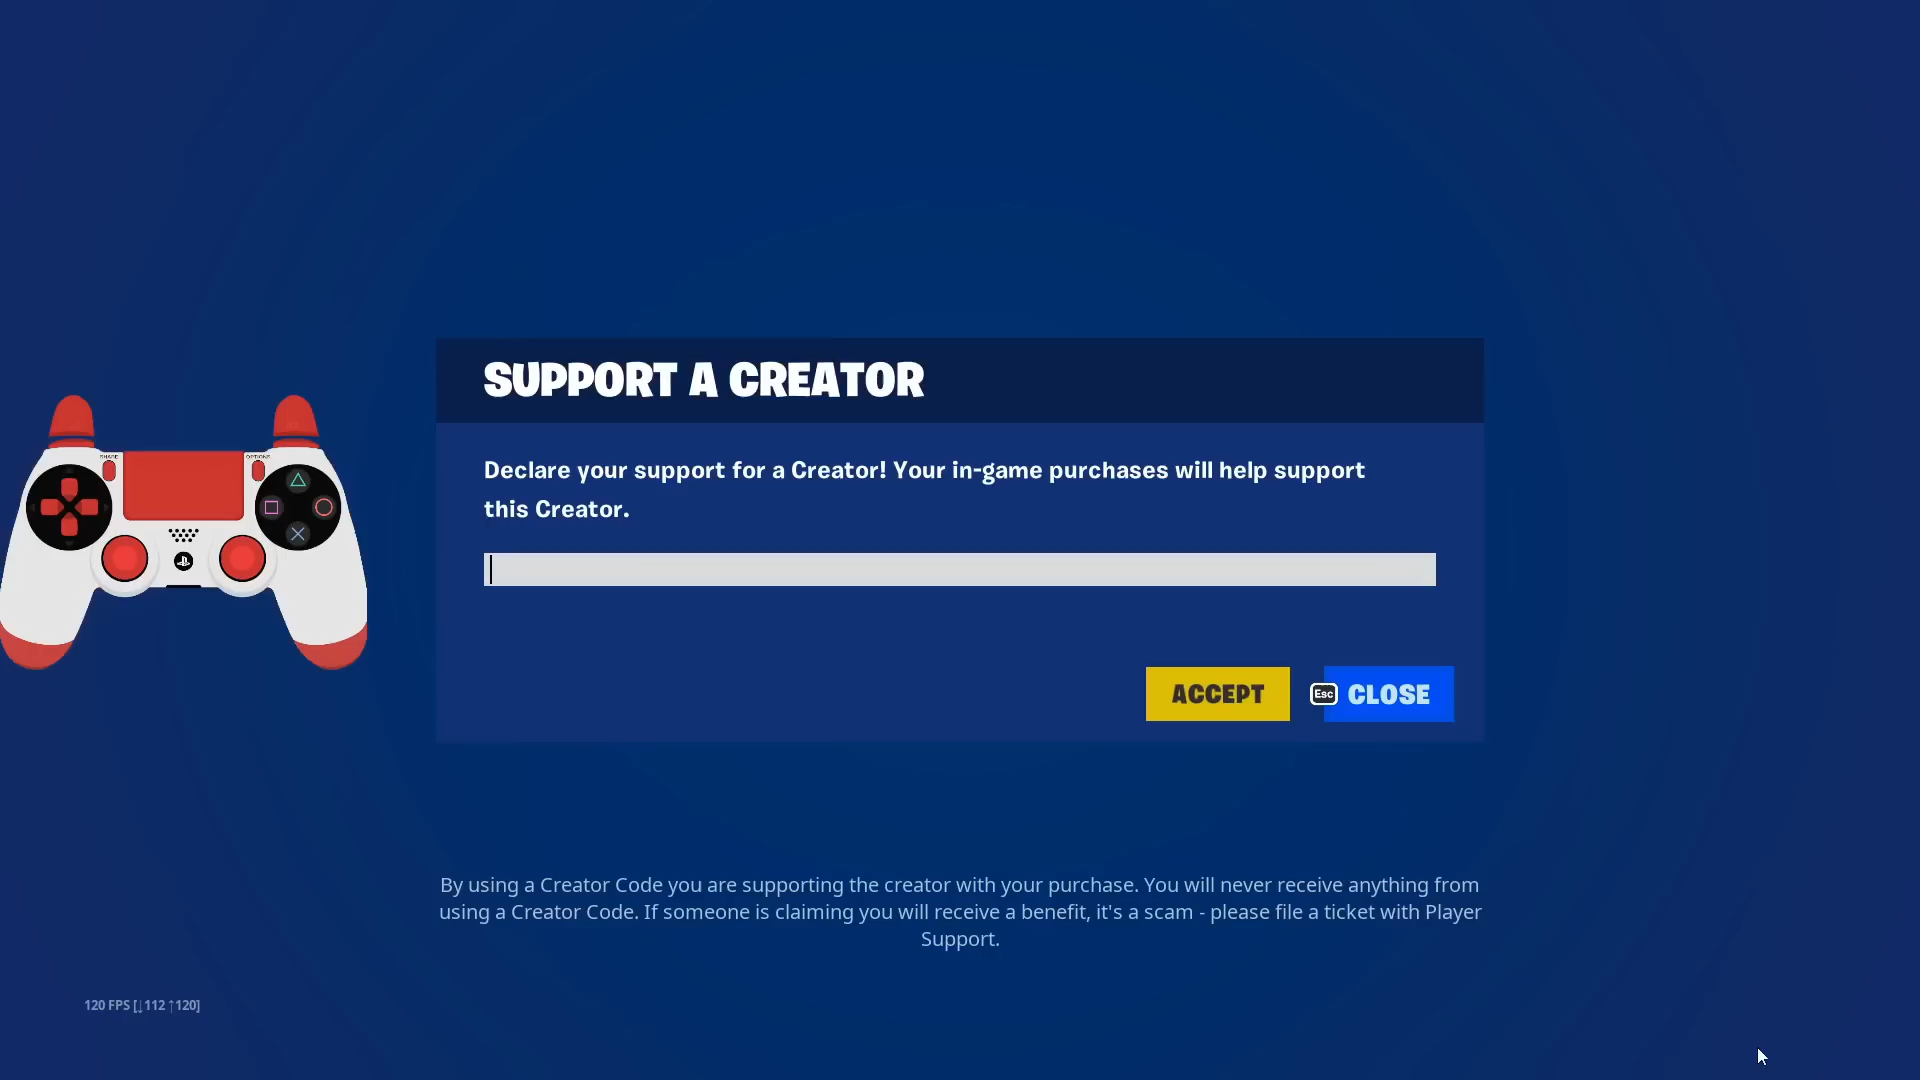 SUPPORT A CREATOR
Declare your support for a Creator! Your in-game purchases will help support
this Creator.
SHARE
OPTIONS
ACCEPT
Esc
CLOSE
By using a Creator Code you are supporting the creator with your purchase. You will never receive anything from
using a Creator Code. If someone is claiming you will receive a benefit, it's a scam - please file a ticket with Player
Support.
120 FPS [↓112 ↑120]